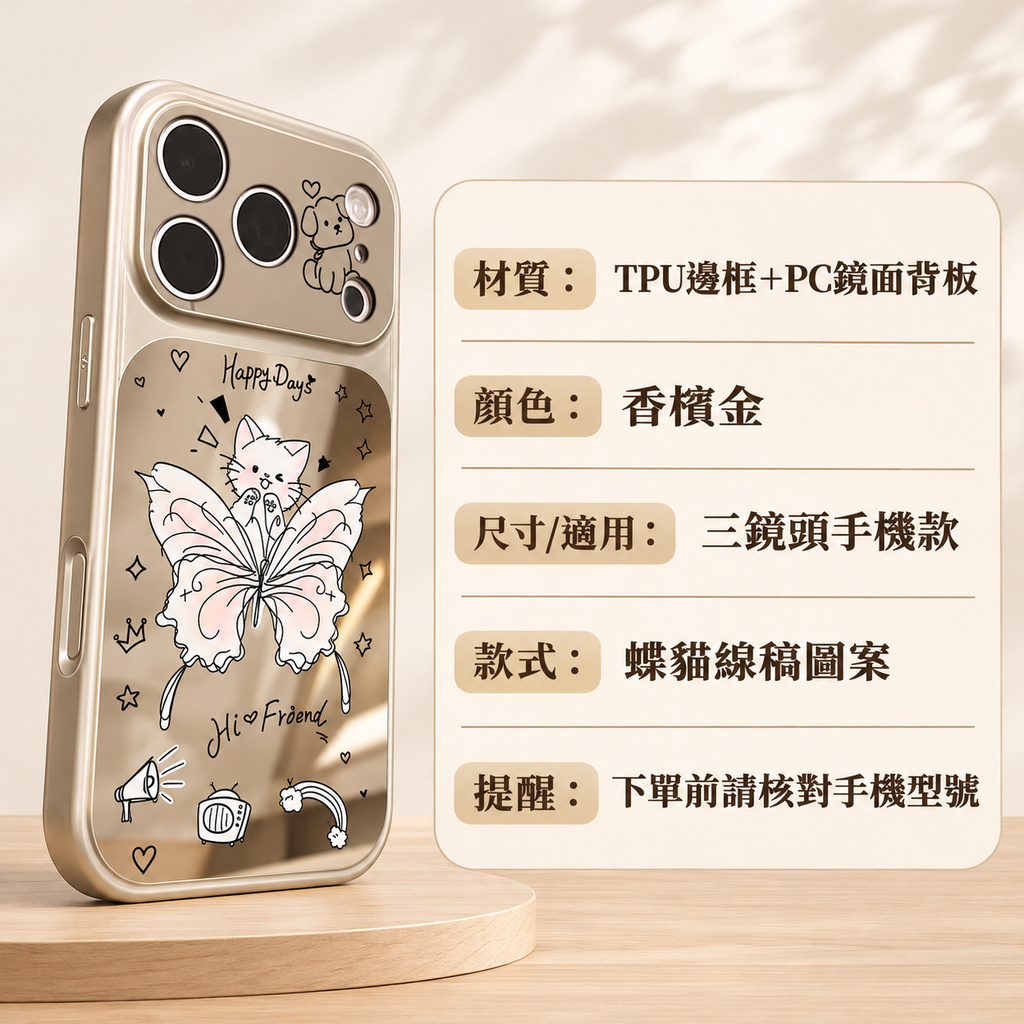 Happy Days
Hi Friend
材質：
TPU邊框+PC鏡面背板
顏色：
香檳金
尺寸/適用：
三鏡頭手機款
款式：
蝶貓線稿圖案
提醒：
下單前請核對手機型號